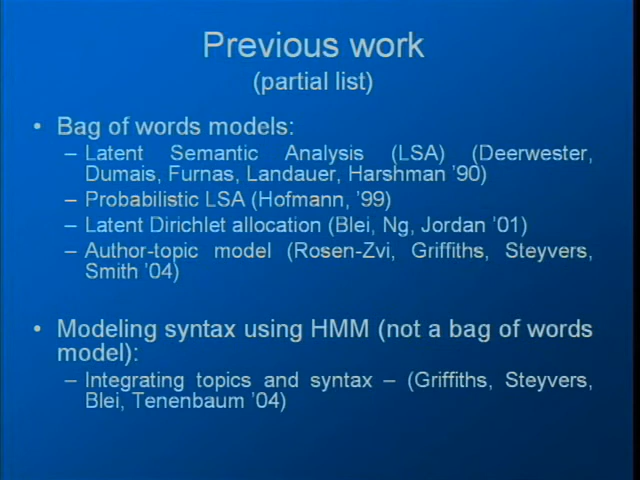 Previous work
(partial list)
• Bag of words models:
– Latent Semantic Analysis (LSA) (Deerwester,
Dumais, Furnas, Landauer, Harshman '90)
– Probabilistic LSA (Hofmann, '99)
– Latent Dirichlet allocation (Blei, Ng, Jordan '01)
– Author-topic model (Rosen-Zvi, Griffiths, Steyvers,
Smith '04)
• Modeling syntax using HMM (not a bag of words
model):
– Integrating topics and syntax – (Griffiths, Steyvers,
Blei, Tenenbaum '04)